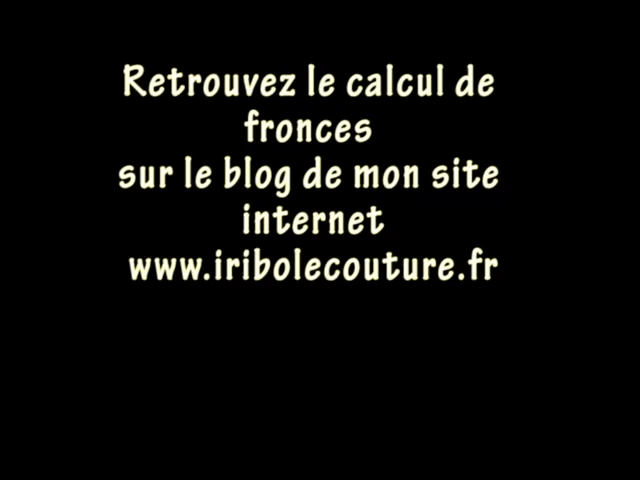 Retrouvez le calcul de
fronces
sur le blog de mon site
internet
www.iribolecouture.fr